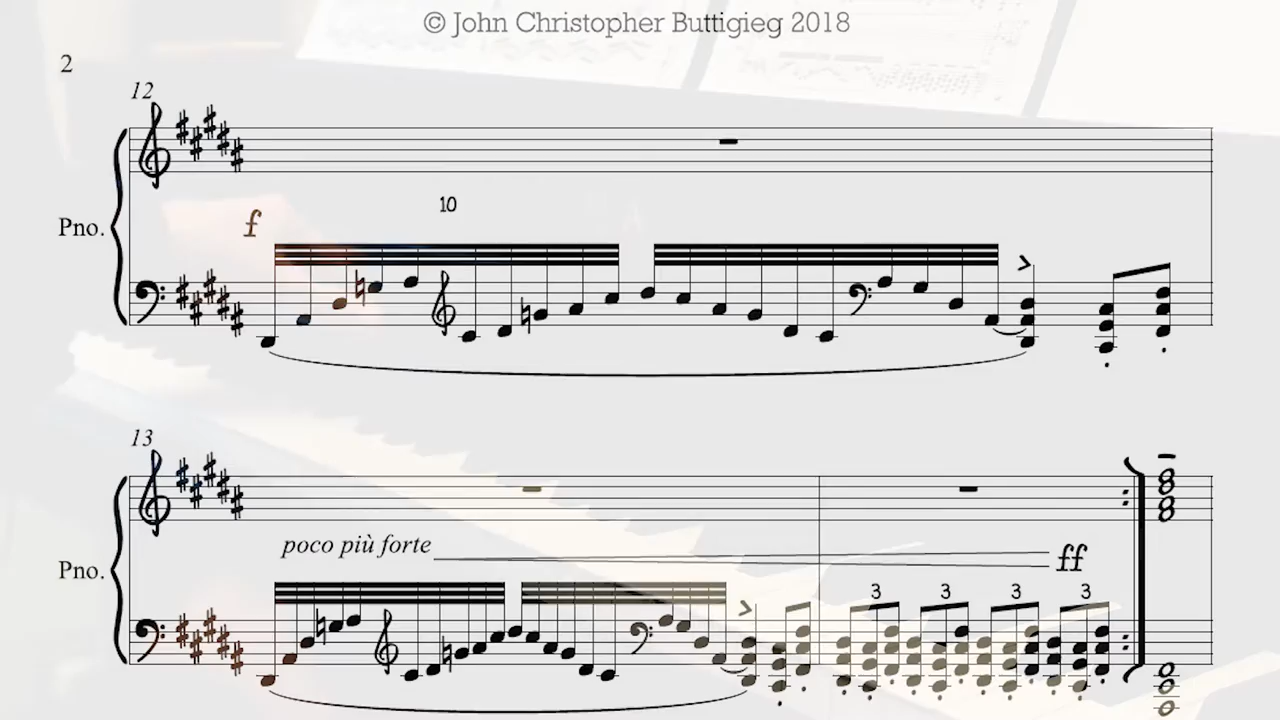 © John Christopher Buttigieg 2018
2
12
Pno.
f
10
13
Pno.
poco più forte
ff
3 3 3 3